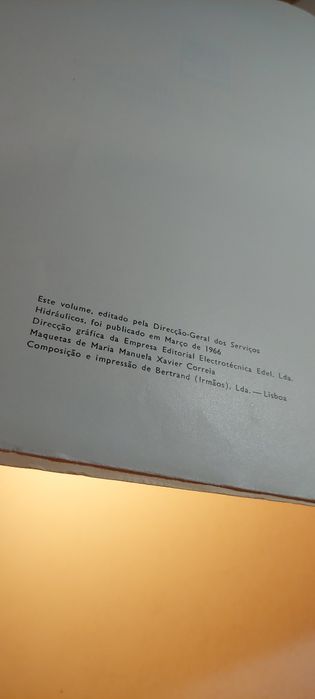 Este volume, editado pela Direcção-Geral dos Serviços
Hidráulicos, foi publicado em Março de 1966
Direcção gráfica da Empresa Editorial Electrotécnica Edel, Lda.
Maquetas de Maria Manuela Xavier Correia
Composição e impressão de Bertrand (Irmãos), Lda. — Lisboa